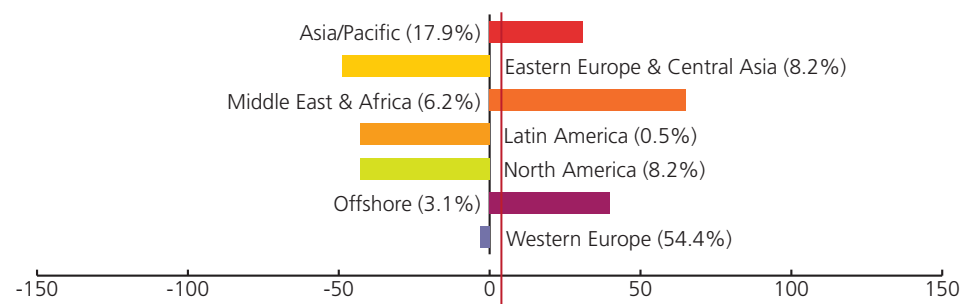 Asia/Pacific (17.9%)
Eastern Europe & Central Asia (8.2%)
Middle East & Africa (6.2%)
Latin America (0.5%)
North America (8.2%)
Offshore (3.1%)
Western Europe (54.4%)
-150 -100 -50 0 50 100 150